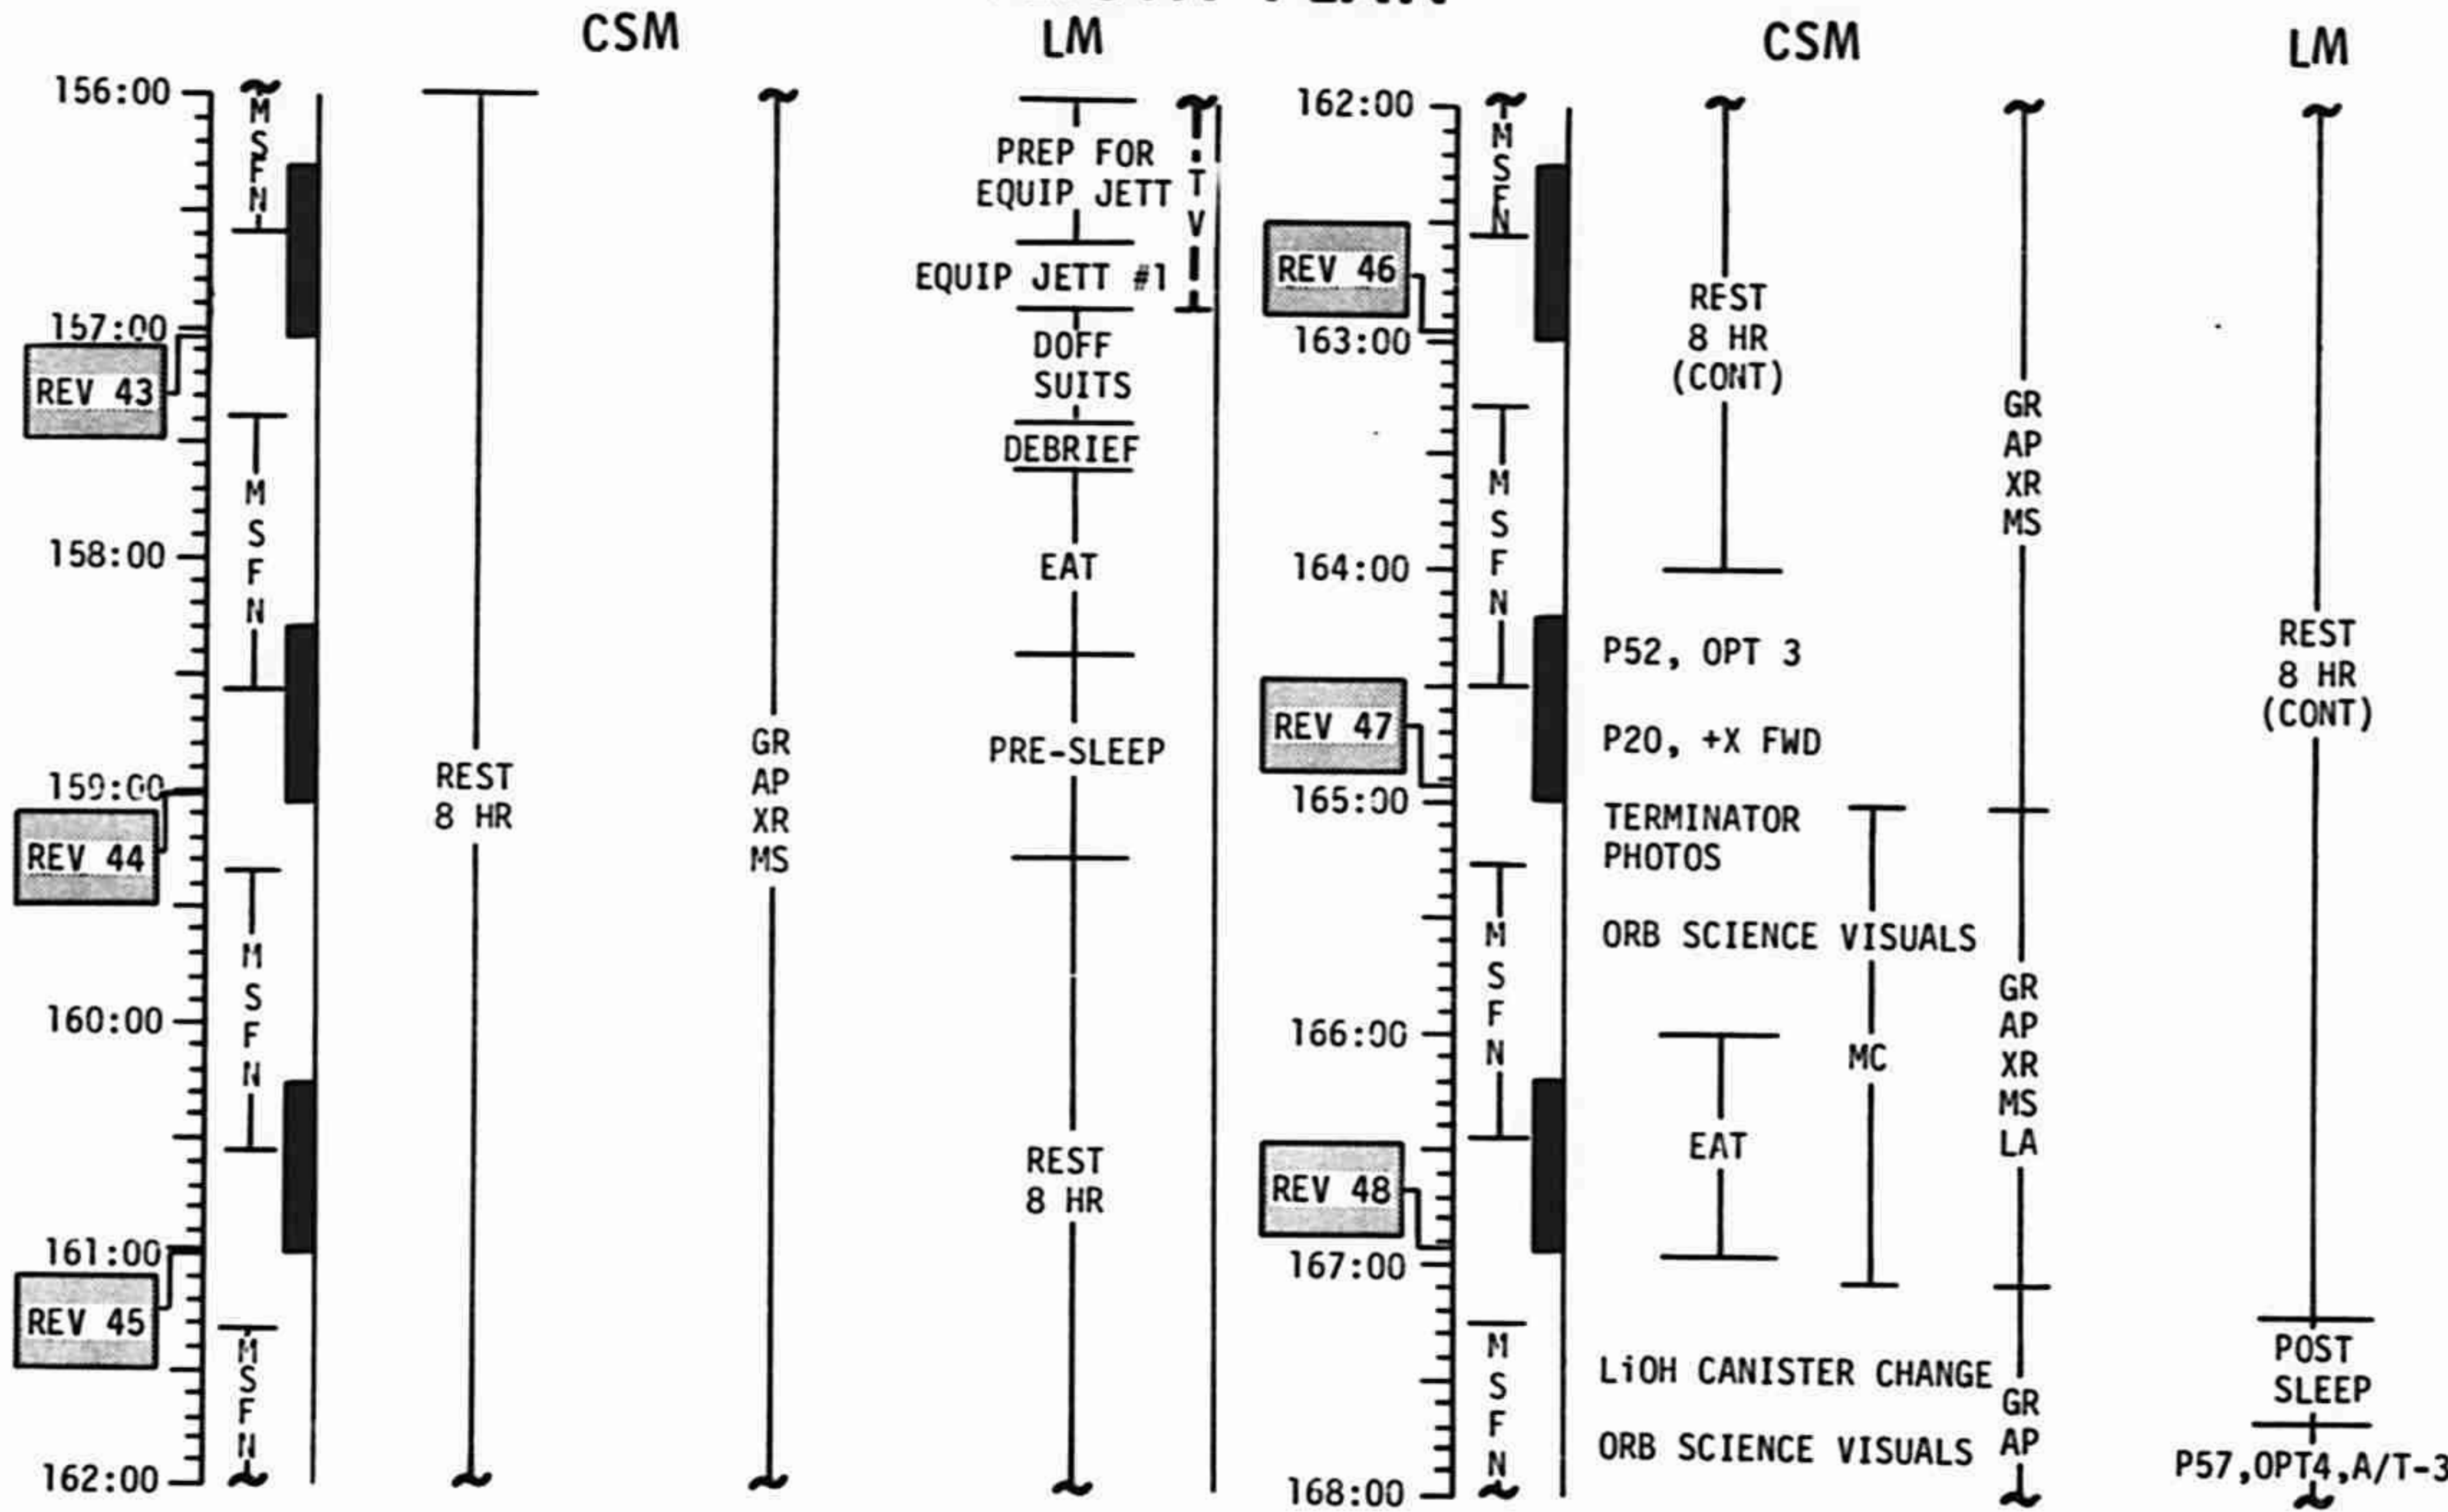 CSM
LM
156:00
157:00
REV 43
158:00
159:00
REV 44
160:00
161:00
REV 45
162:00
MSFN
MSFN
MSFN
MSFN
REST
8 HR
GR
AP
XR
MS
PREP FOR
EQUIP JETT
EQUIP JETT #1
TV
DOFF
SUITS
DEBRIEF
EAT
PRE-SLEEP
REST
8 HR
CSM
LM
162:00
REV 46
163:00
164:00
REV 47
165:00
166:00
REV 48
167:00
168:00
MSFN
MSFN
MSFN
MSFN
REST
8 HR
(CONT)
P52, OPT 3
P20, +X FWD
TERMINATOR
PHOTOS
ORB SCIENCE VISUALS
EAT
MC
LiOH CANISTER CHANGE
ORB SCIENCE VISUALS
GR
AP
XR
MS
GR
AP
XR
MS
LA
GR
AP
REST
8 HR
(CONT)
POST
SLEEP
P57,OPT4,A/T-3